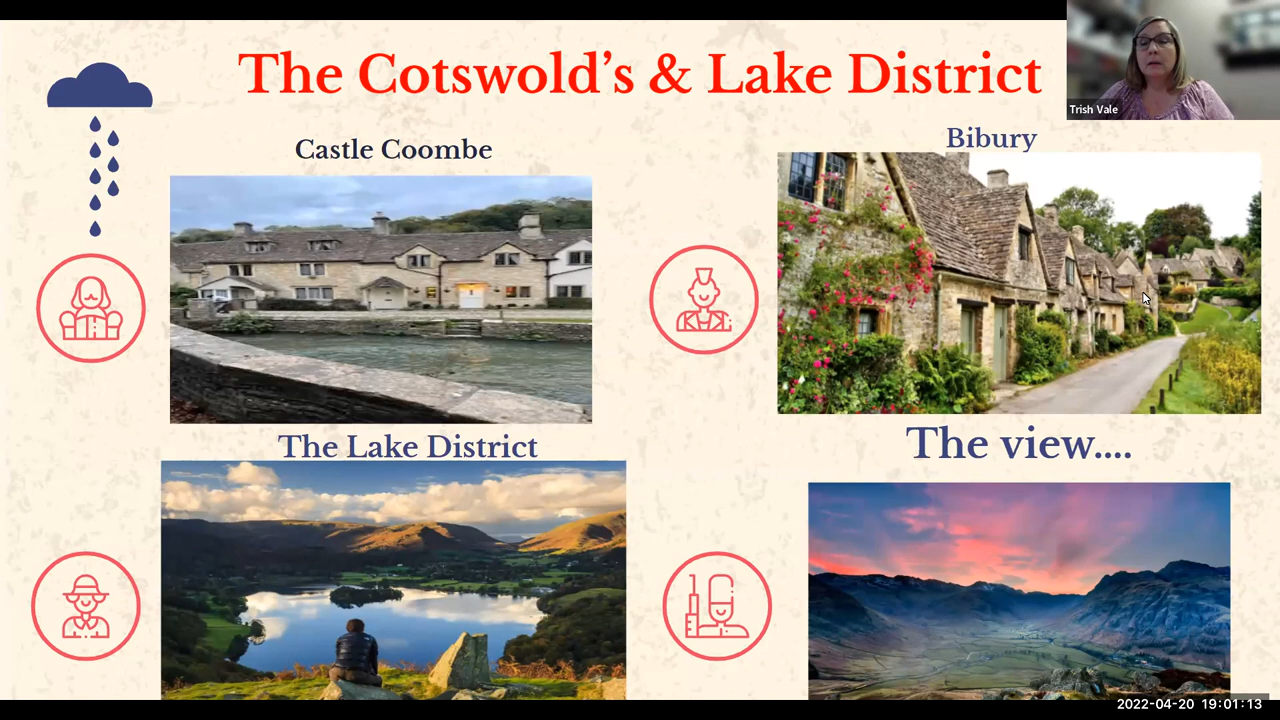 The Cotswold’s & Lake District
Trish Vale
Castle Coombe
Bibury
The Lake District
The view....
2022-04-20 19:01:13